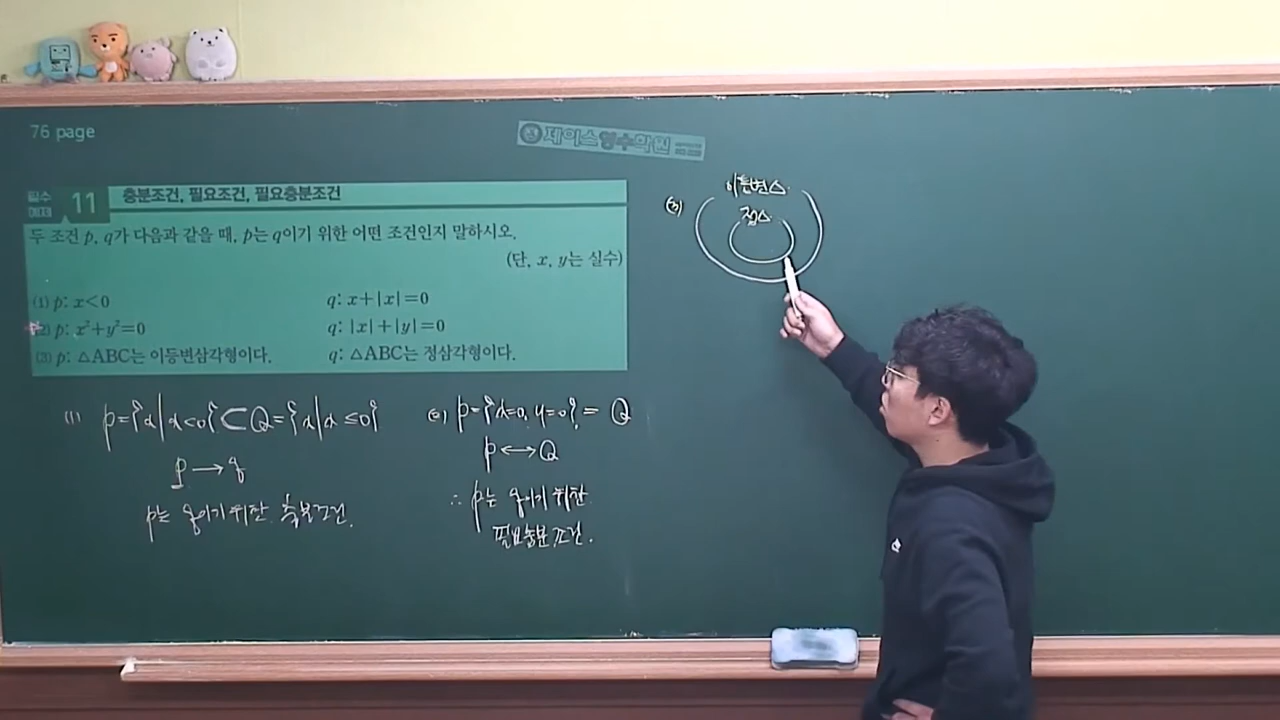 76 page
제이스영수학원
필수
예제 11 충분조건, 필요조건, 필요충분조건
두 조건 p, q가 다음과 같을 때, p는 q이기 위한 어떤 조건인지 말하시오.
(단, x, y는 실수)
(1) p: x<0 q: x+|x|=0
(2) p: x²+y²=0 q: |x|+|y|=0
(3) p: △ABC는 이등변삼각형이다. q: △ABC는 정삼각형이다.
(1) P={x|x<0}⊂Q={x|x≤0}
p→q
p는 q이기 위한 충분조건.
(2) P={x=0, y=0}=Q
P↔Q
∴ p는 q이기 위한
필요충분조건.
(3) 이등변△
정△